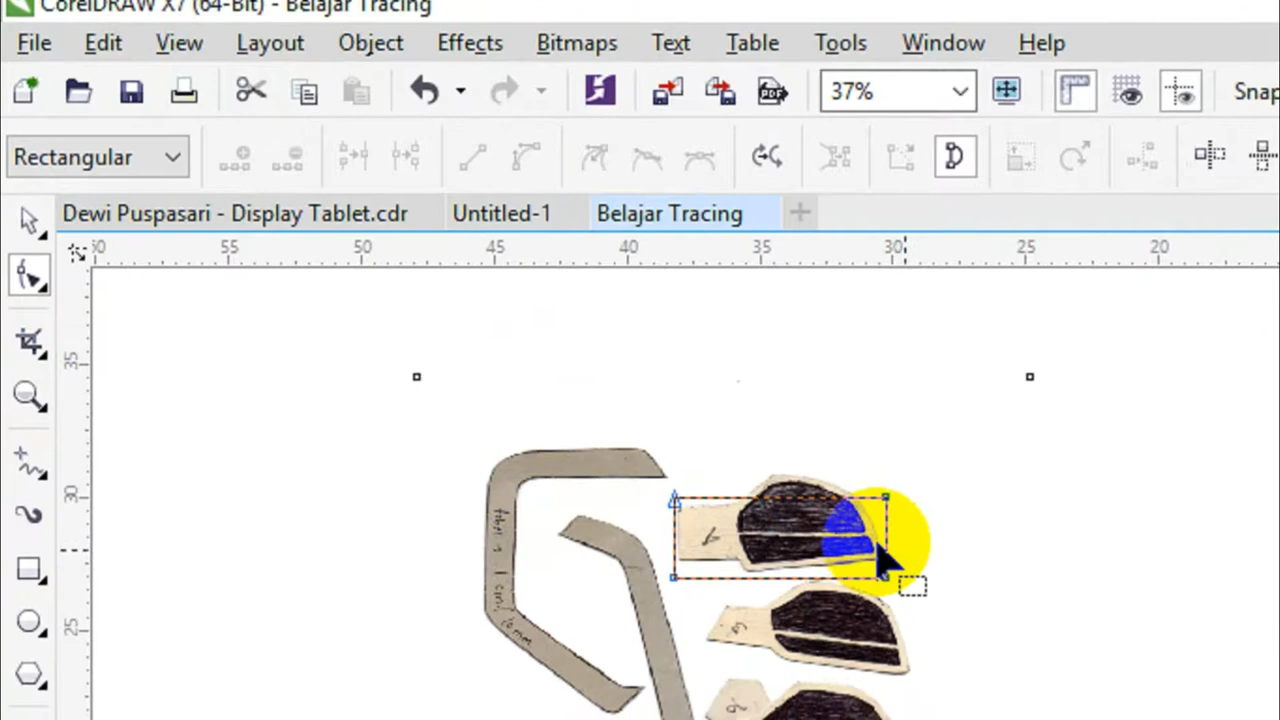 CorelDRAW X7 (64-Bit) - Belajar Tracing
File Edit View Layout Object Effects Bitmaps Text Table Tools Window Help
37% Snap
Rectangular
Dewi Puspasari - Display Tablet.cdr Untitled-1 Belajar Tracing
55 50 45 40 35 30 25 20
35
30
25